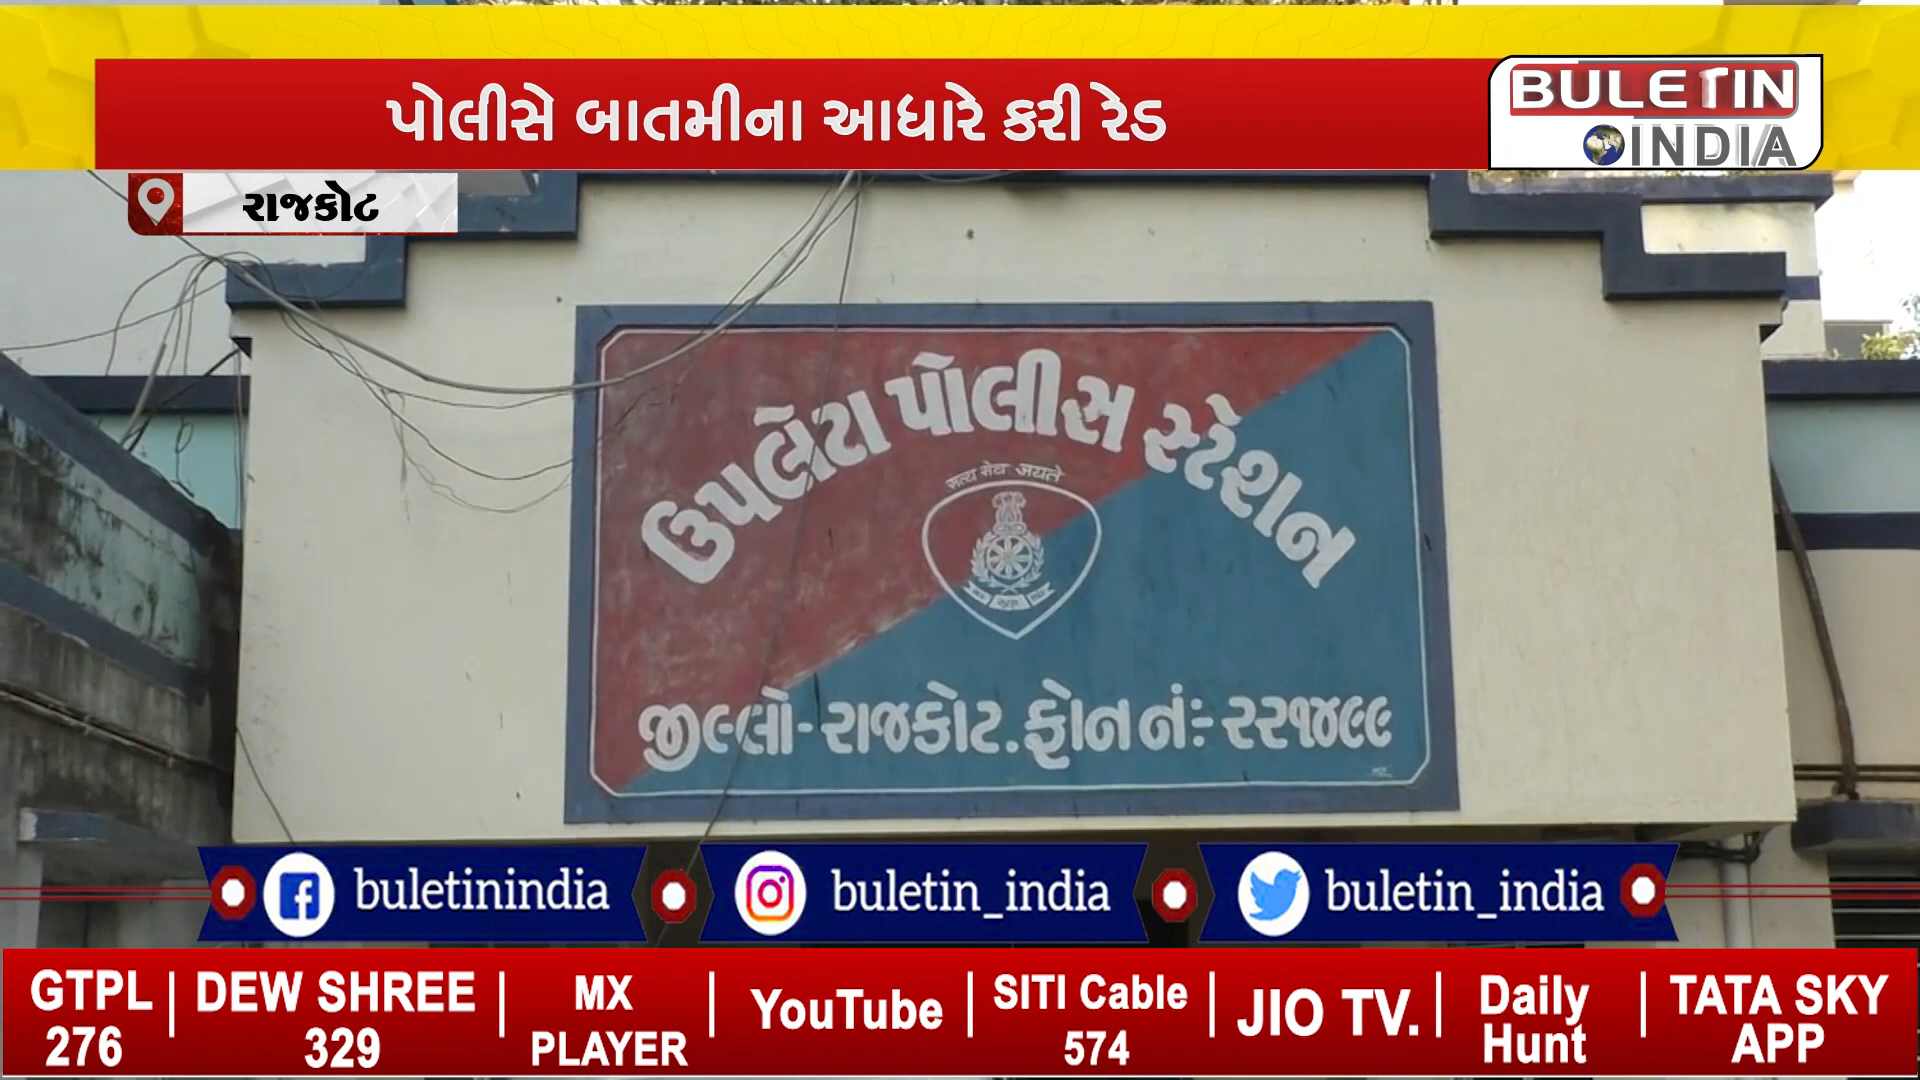 પોલીસે બાતમીના આધારે કરી રેડ
BULETIN
INDIA
રાજકોટ
ઉપલેટા પોલીસ સ્ટેશન
સત્ય સેવ जयते
જીલ્લો-રાજકોટ. ફોન નં:- ૨૨૧૪૯૯
buletinindia
buletin_india
buletin_india
GTPL 276
DEW SHREE 329
MX PLAYER
YouTube
SITI Cable 574
JIO TV.
Daily Hunt
TATA SKY APP